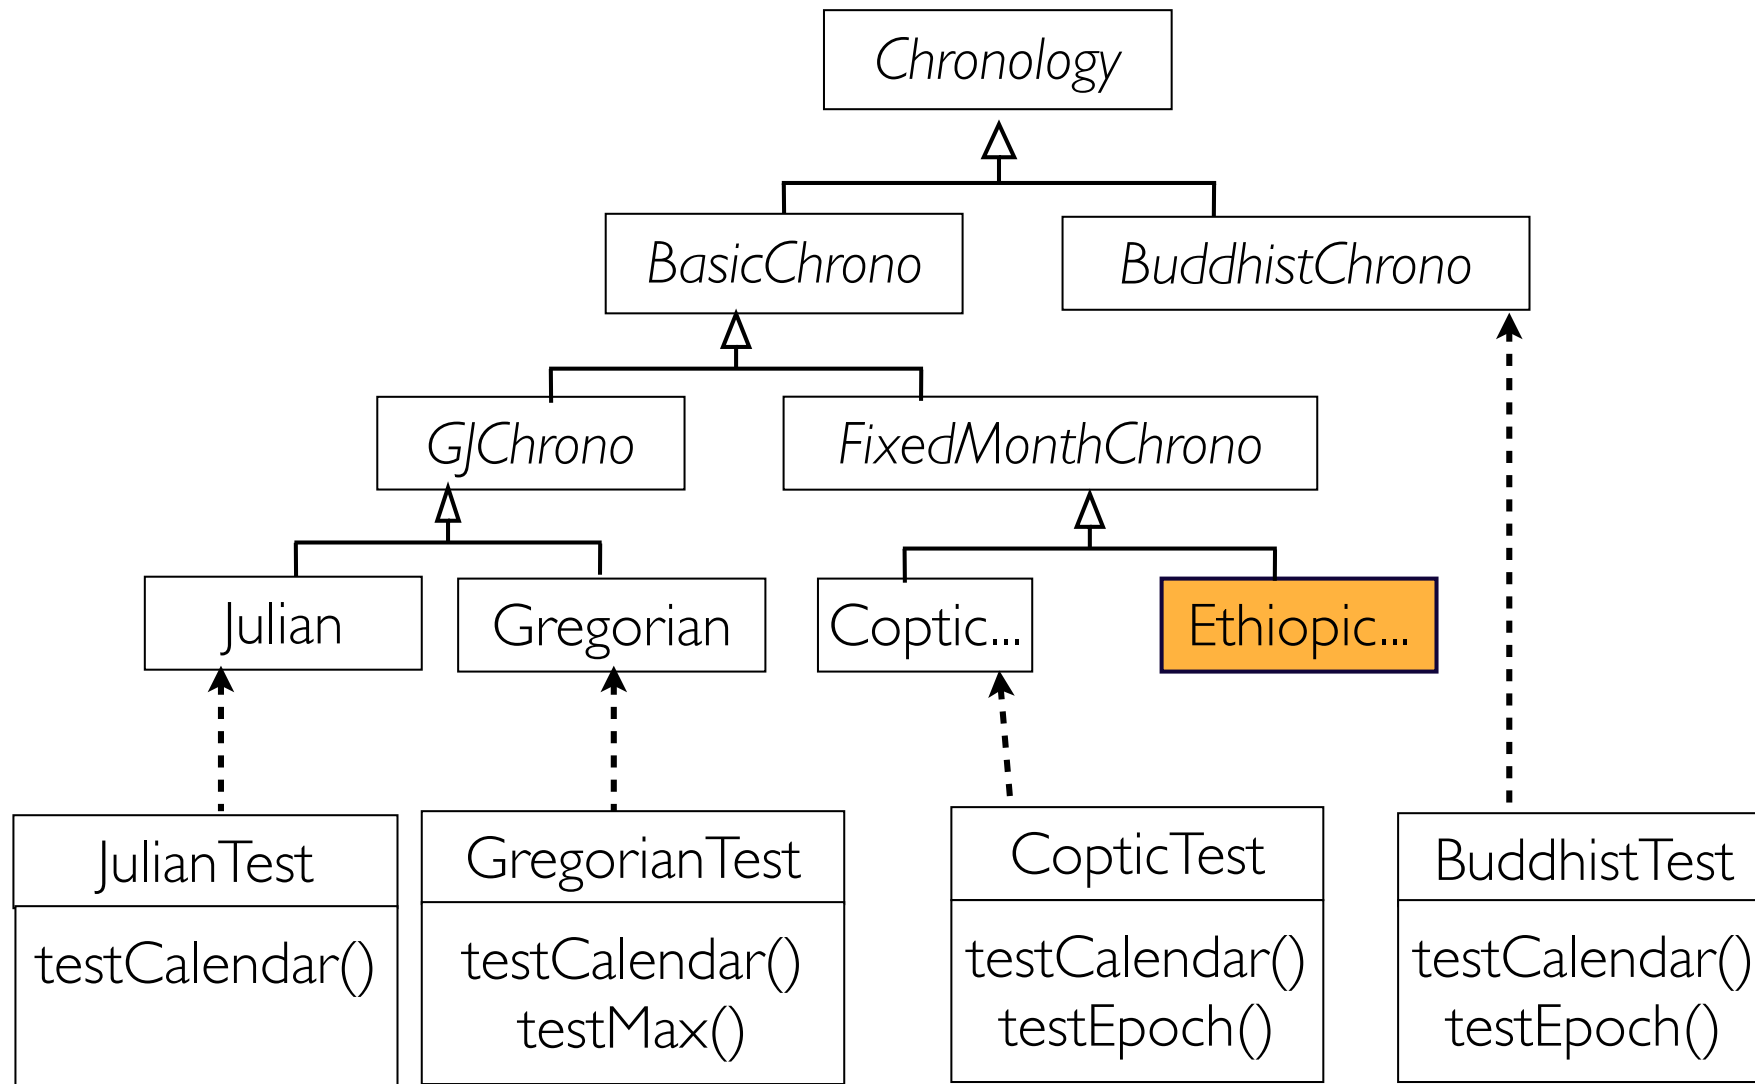 Chronology
BasicChrono
BuddhistChrono
GJChrono
FixedMonthChrono
Julian
Gregorian
Coptic...
Ethiopic...
JulianTest
testCalendar()
GregorianTest
testCalendar()
testMax()
CopticTest
testCalendar()
testEpoch()
BuddhistTest
testCalendar()
testEpoch()